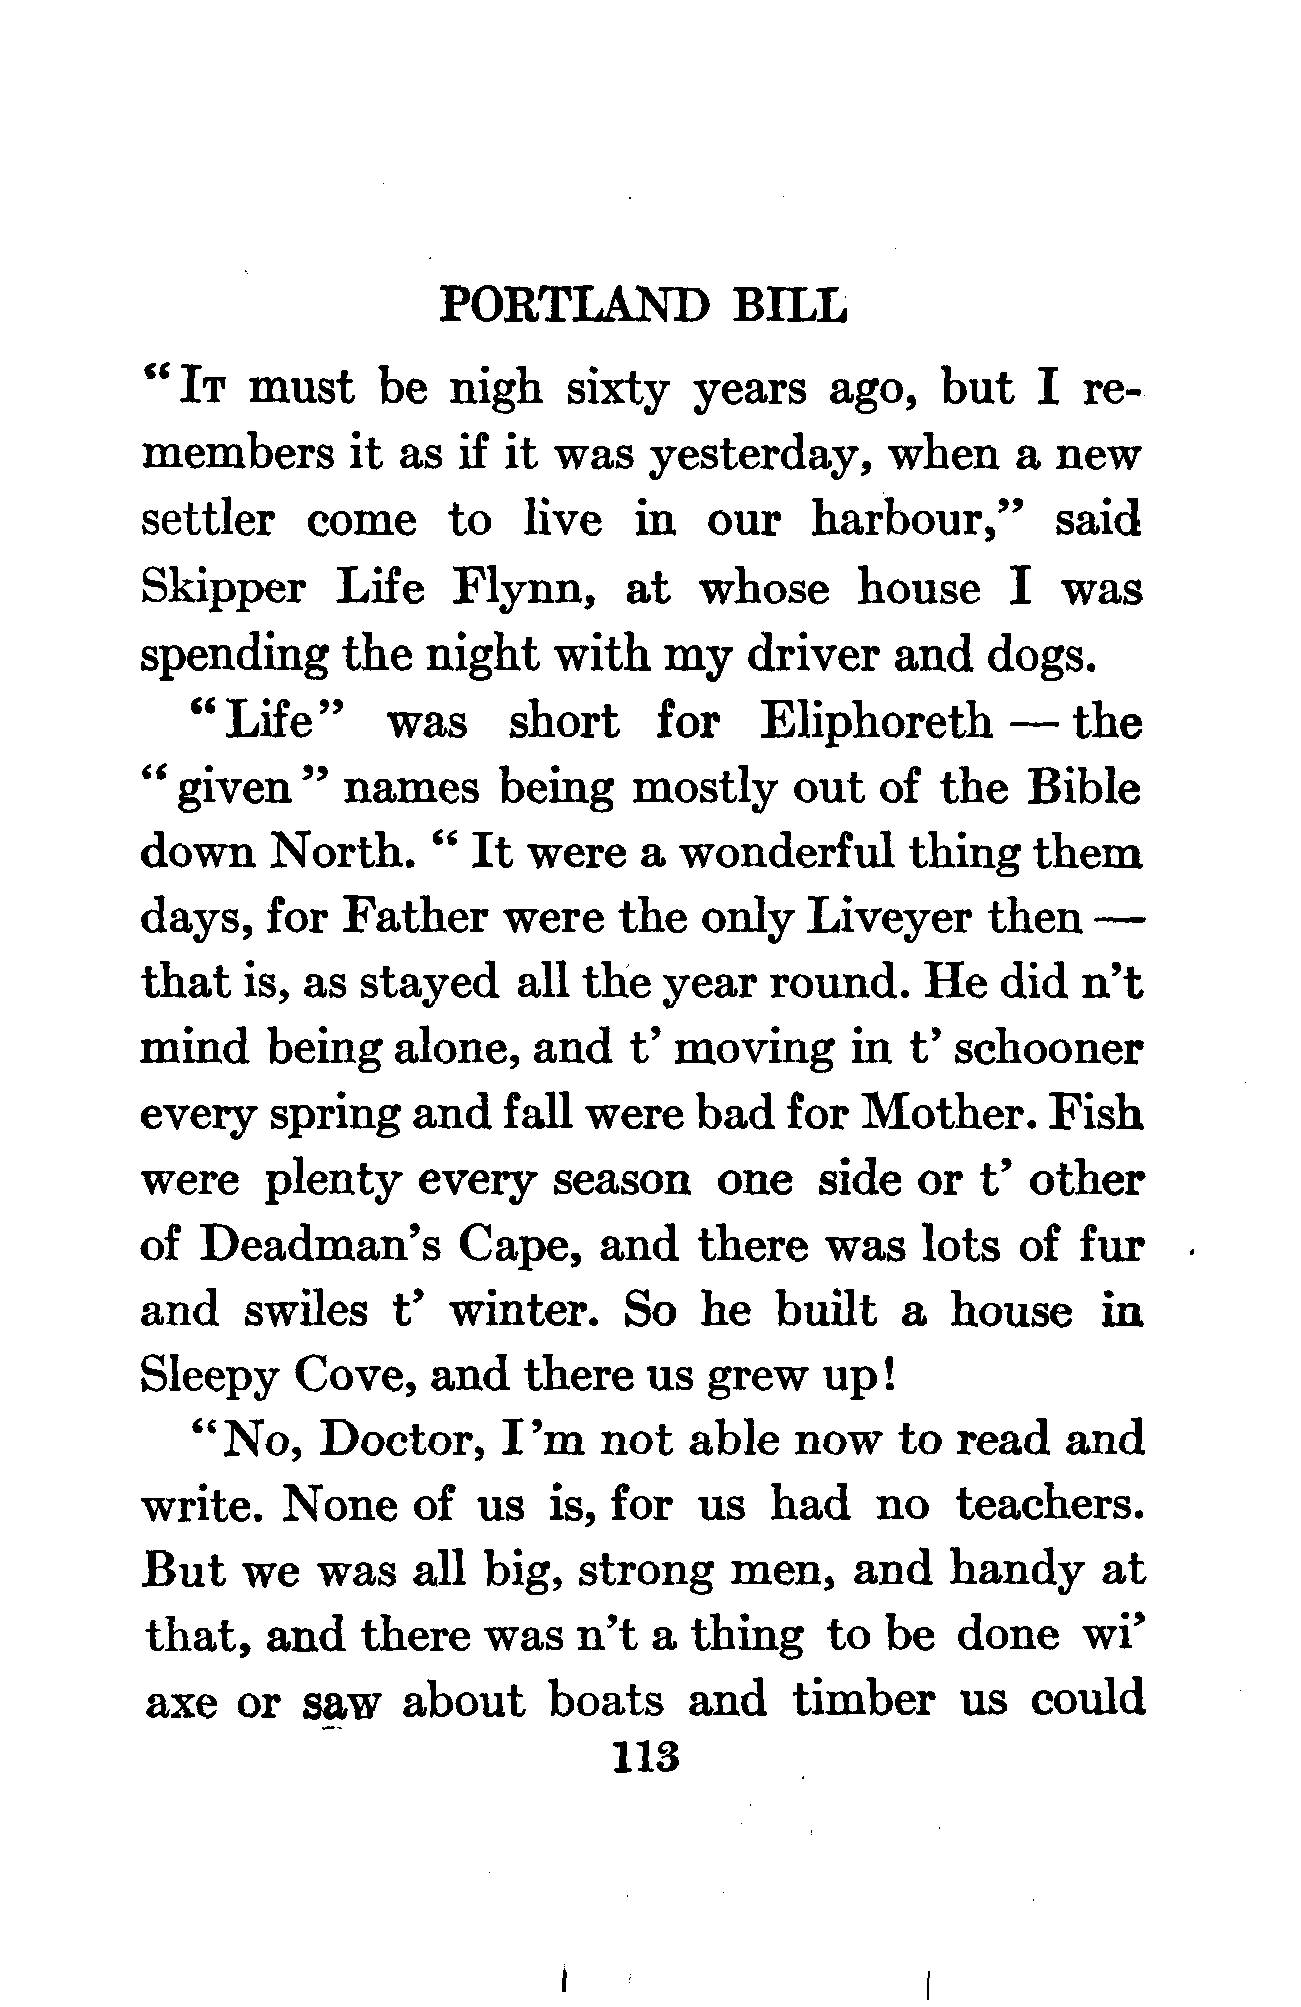 PORTLAND BILL
“It must be nigh sixty years ago, but I re-
members it as if it was yesterday, when a new
settler come to live in our harbour,” said
Skipper Life Flynn, at whose house I was
spending the night with my driver and dogs.
“Life” was short for Eliphoreth — the
“given” names being mostly out of the Bible
down North. “It were a wonderful thing them
days, for Father were the only Liveyer then —
that is, as stayed all the year round. He did n’t
mind being alone, and t’ moving in t’ schooner
every spring and fall were bad for Mother. Fish
were plenty every season one side or t’ other
of Deadman’s Cape, and there was lots of fur
and swiles t’ winter. So he built a house in
Sleepy Cove, and there us grew up!
“No, Doctor, I ’m not able now to read and
write. None of us is, for us had no teachers.
But we was all big, strong men, and handy at
that, and there was n’t a thing to be done wi’
axe or saw about boats and timber us could
113